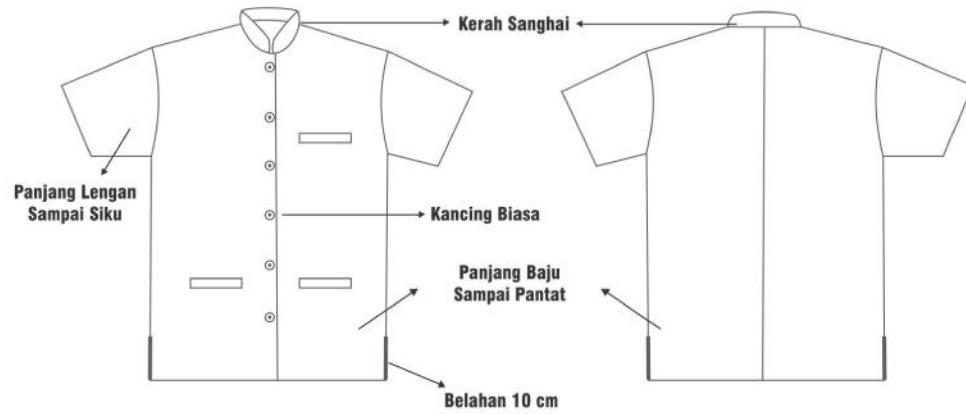 Kerah Sanghai
Panjang Lengan
Sampai Siku
Kancing Biasa
Panjang Baju
Sampai Pantat
Belahan 10 cm